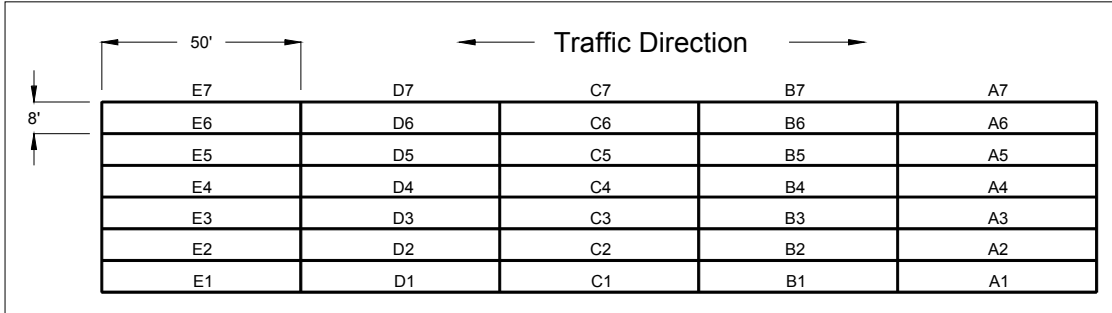 50' Traffic Direction
E7 D7 C7 B7 A7
8'
E6 D6 C6 B6 A6
E5 D5 C5 B5 A5
E4 D4 C4 B4 A4
E3 D3 C3 B3 A3
E2 D2 C2 B2 A2
E1 D1 C1 B1 A1